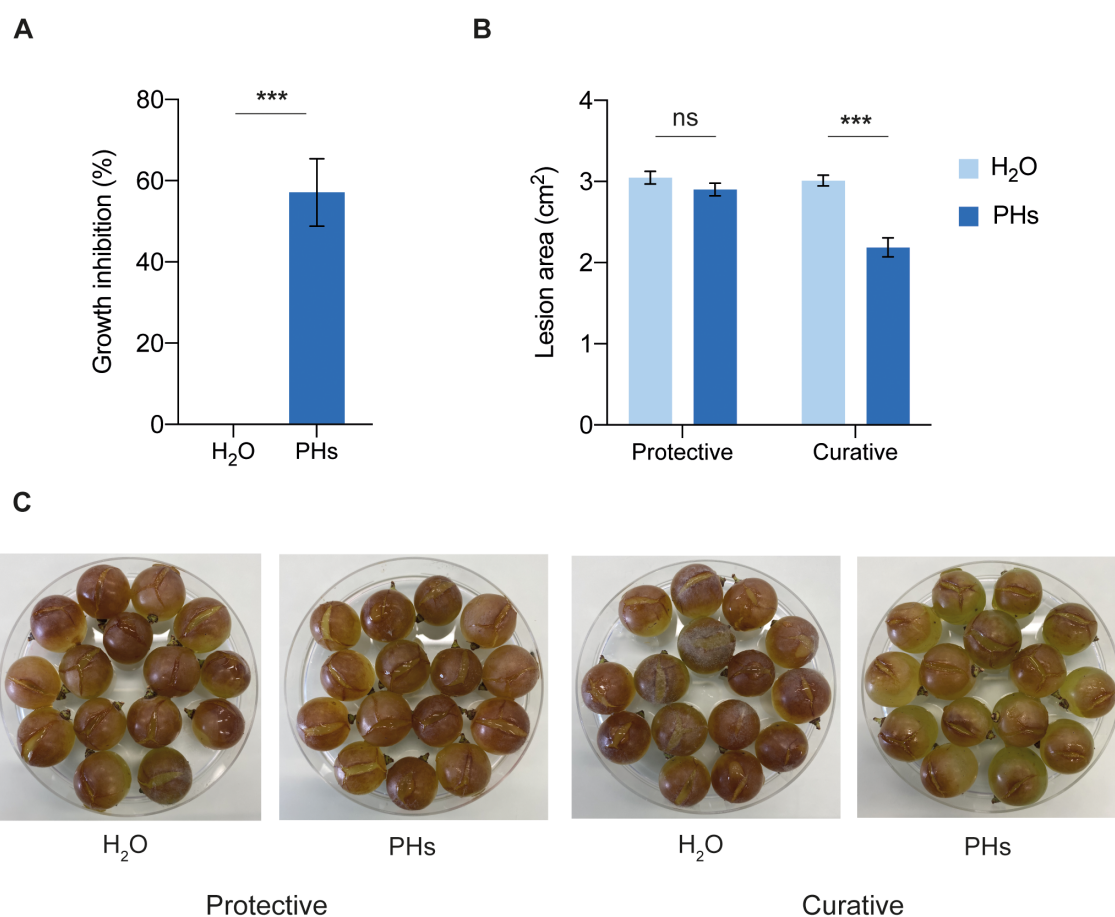 A
80
60
40
20
0
Growth inhibition (%)
***
H₂O PHs
B
4
3
2
1
0
Lesion area (cm²)
ns
***
Protective Curative
H₂O
PHs
C
H₂O PHs H₂O PHs
Protective Curative